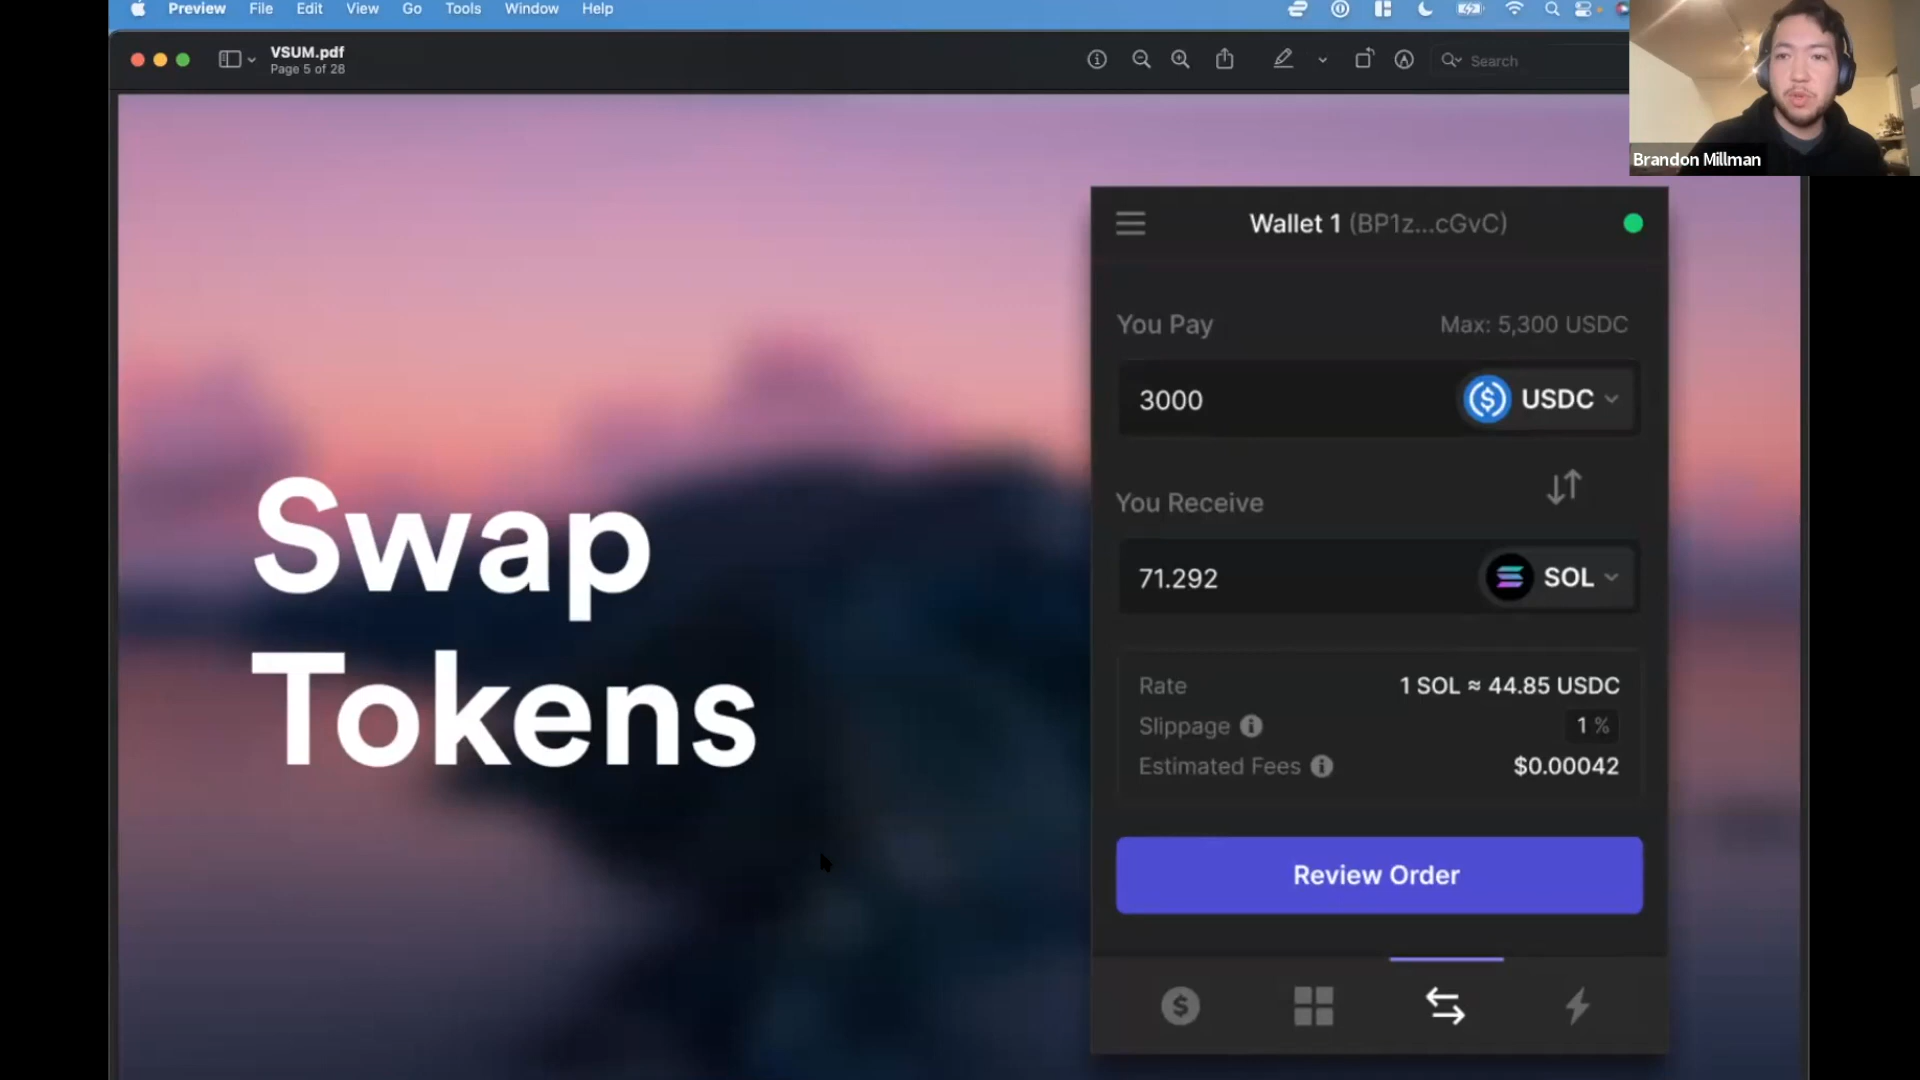 Preview File Edit View Go Tools Window Help
VSUM.pdf
Page 5 of 28
Search
Brandon Millman
Swap
Tokens
Wallet 1 (BP1z...cGvC)
You Pay
Max: 5,300 USDC
3000
USDC
You Receive
71.292
SOL
Rate
1 SOL ≈ 44.85 USDC
Slippage
1 %
Estimated Fees
$0.00042
Review Order